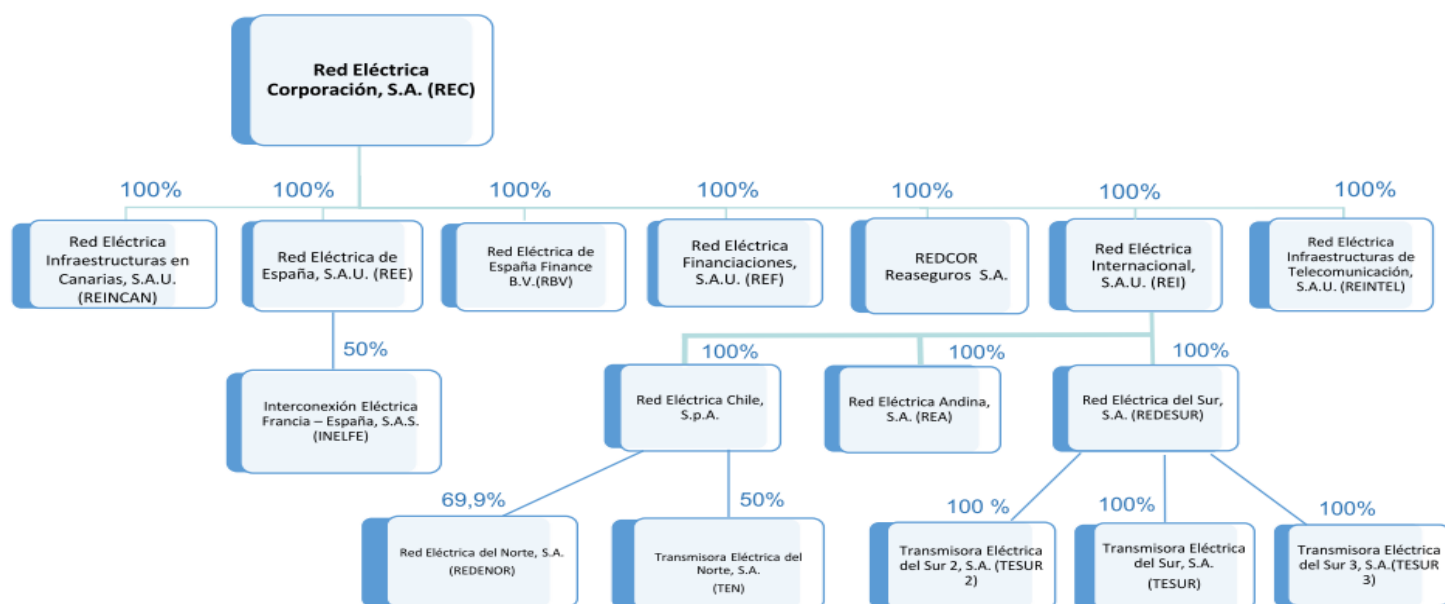 Red Eléctrica
Corporación, S.A. (REC)
100%
100%
100%
100%
100%
100%
100%
Red Eléctrica
Infraestructuras en
Canarias, S.A.U.
(REINCAN)
Red Eléctrica de
España, S.A.U. (REE)
Red Eléctrica de
España Finance
B.V.(RBV)
Red Eléctrica
Financiaciones,
S.A.U. (REF)
REDCOR
Reaseguros S.A.
Red Eléctrica
Internacional,
S.A.U. (REI)
Red Eléctrica
Infraestructuras de
Telecomunicación,
S.A.U. (REINTEL)
50%
100%
100%
100%
Interconexión Eléctrica
Francia – España, S.A.S.
(INELFE)
Red Eléctrica Chile,
S.p.A.
Red Eléctrica Andina,
S.A. (REA)
Red Eléctrica del Sur,
S.A. (REDESUR)
69,9%
50%
100 %
100%
100%
Red Eléctrica del Norte, S.A.
(REDENOR)
Transmisora Eléctrica del
Norte, S.A.
(TEN)
Transmisora Eléctrica
del Sur 2, S.A. (TESUR
2)
Transmisora Eléctrica
del Sur, S.A.
(TESUR)
Transmisora Eléctrica
del Sur 3, S.A.(TESUR
3)